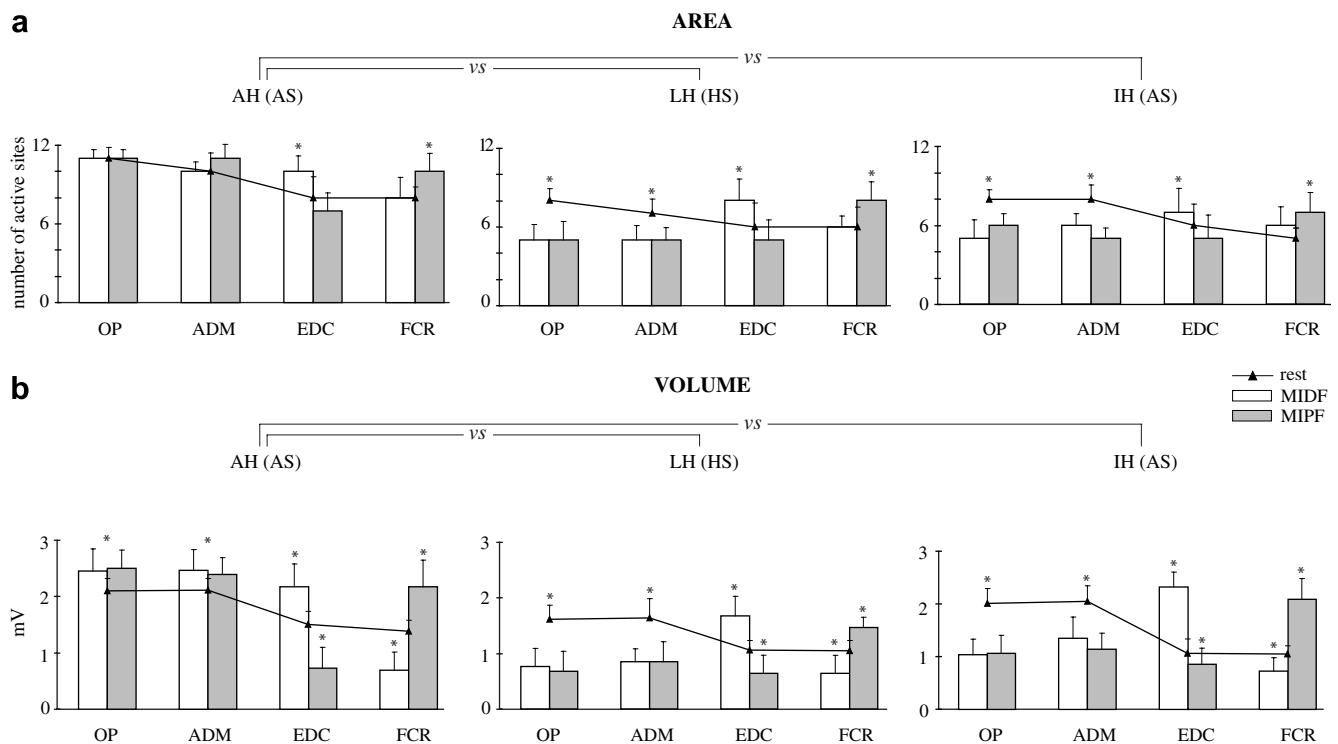 a
AREA
vs
vs
AH (AS)
LH (HS)
IH (AS)
number of active sites
12
6
0
OP
ADM
EDC
FCR
*
*
12
6
0
OP
ADM
EDC
FCR
*
*
*
*
12
6
0
OP
ADM
EDC
FCR
*
*
*
*
b
VOLUME
rest
MIDF
MIPF
vs
vs
AH (AS)
LH (HS)
IH (AS)
mV
3
2
1
0
OP
ADM
EDC
FCR
*
*
*
*
*
*
3
2
1
0
OP
ADM
EDC
FCR
*
*
*
*
*
*
3
2
1
0
OP
ADM
EDC
FCR
*
*
*
*
*
*